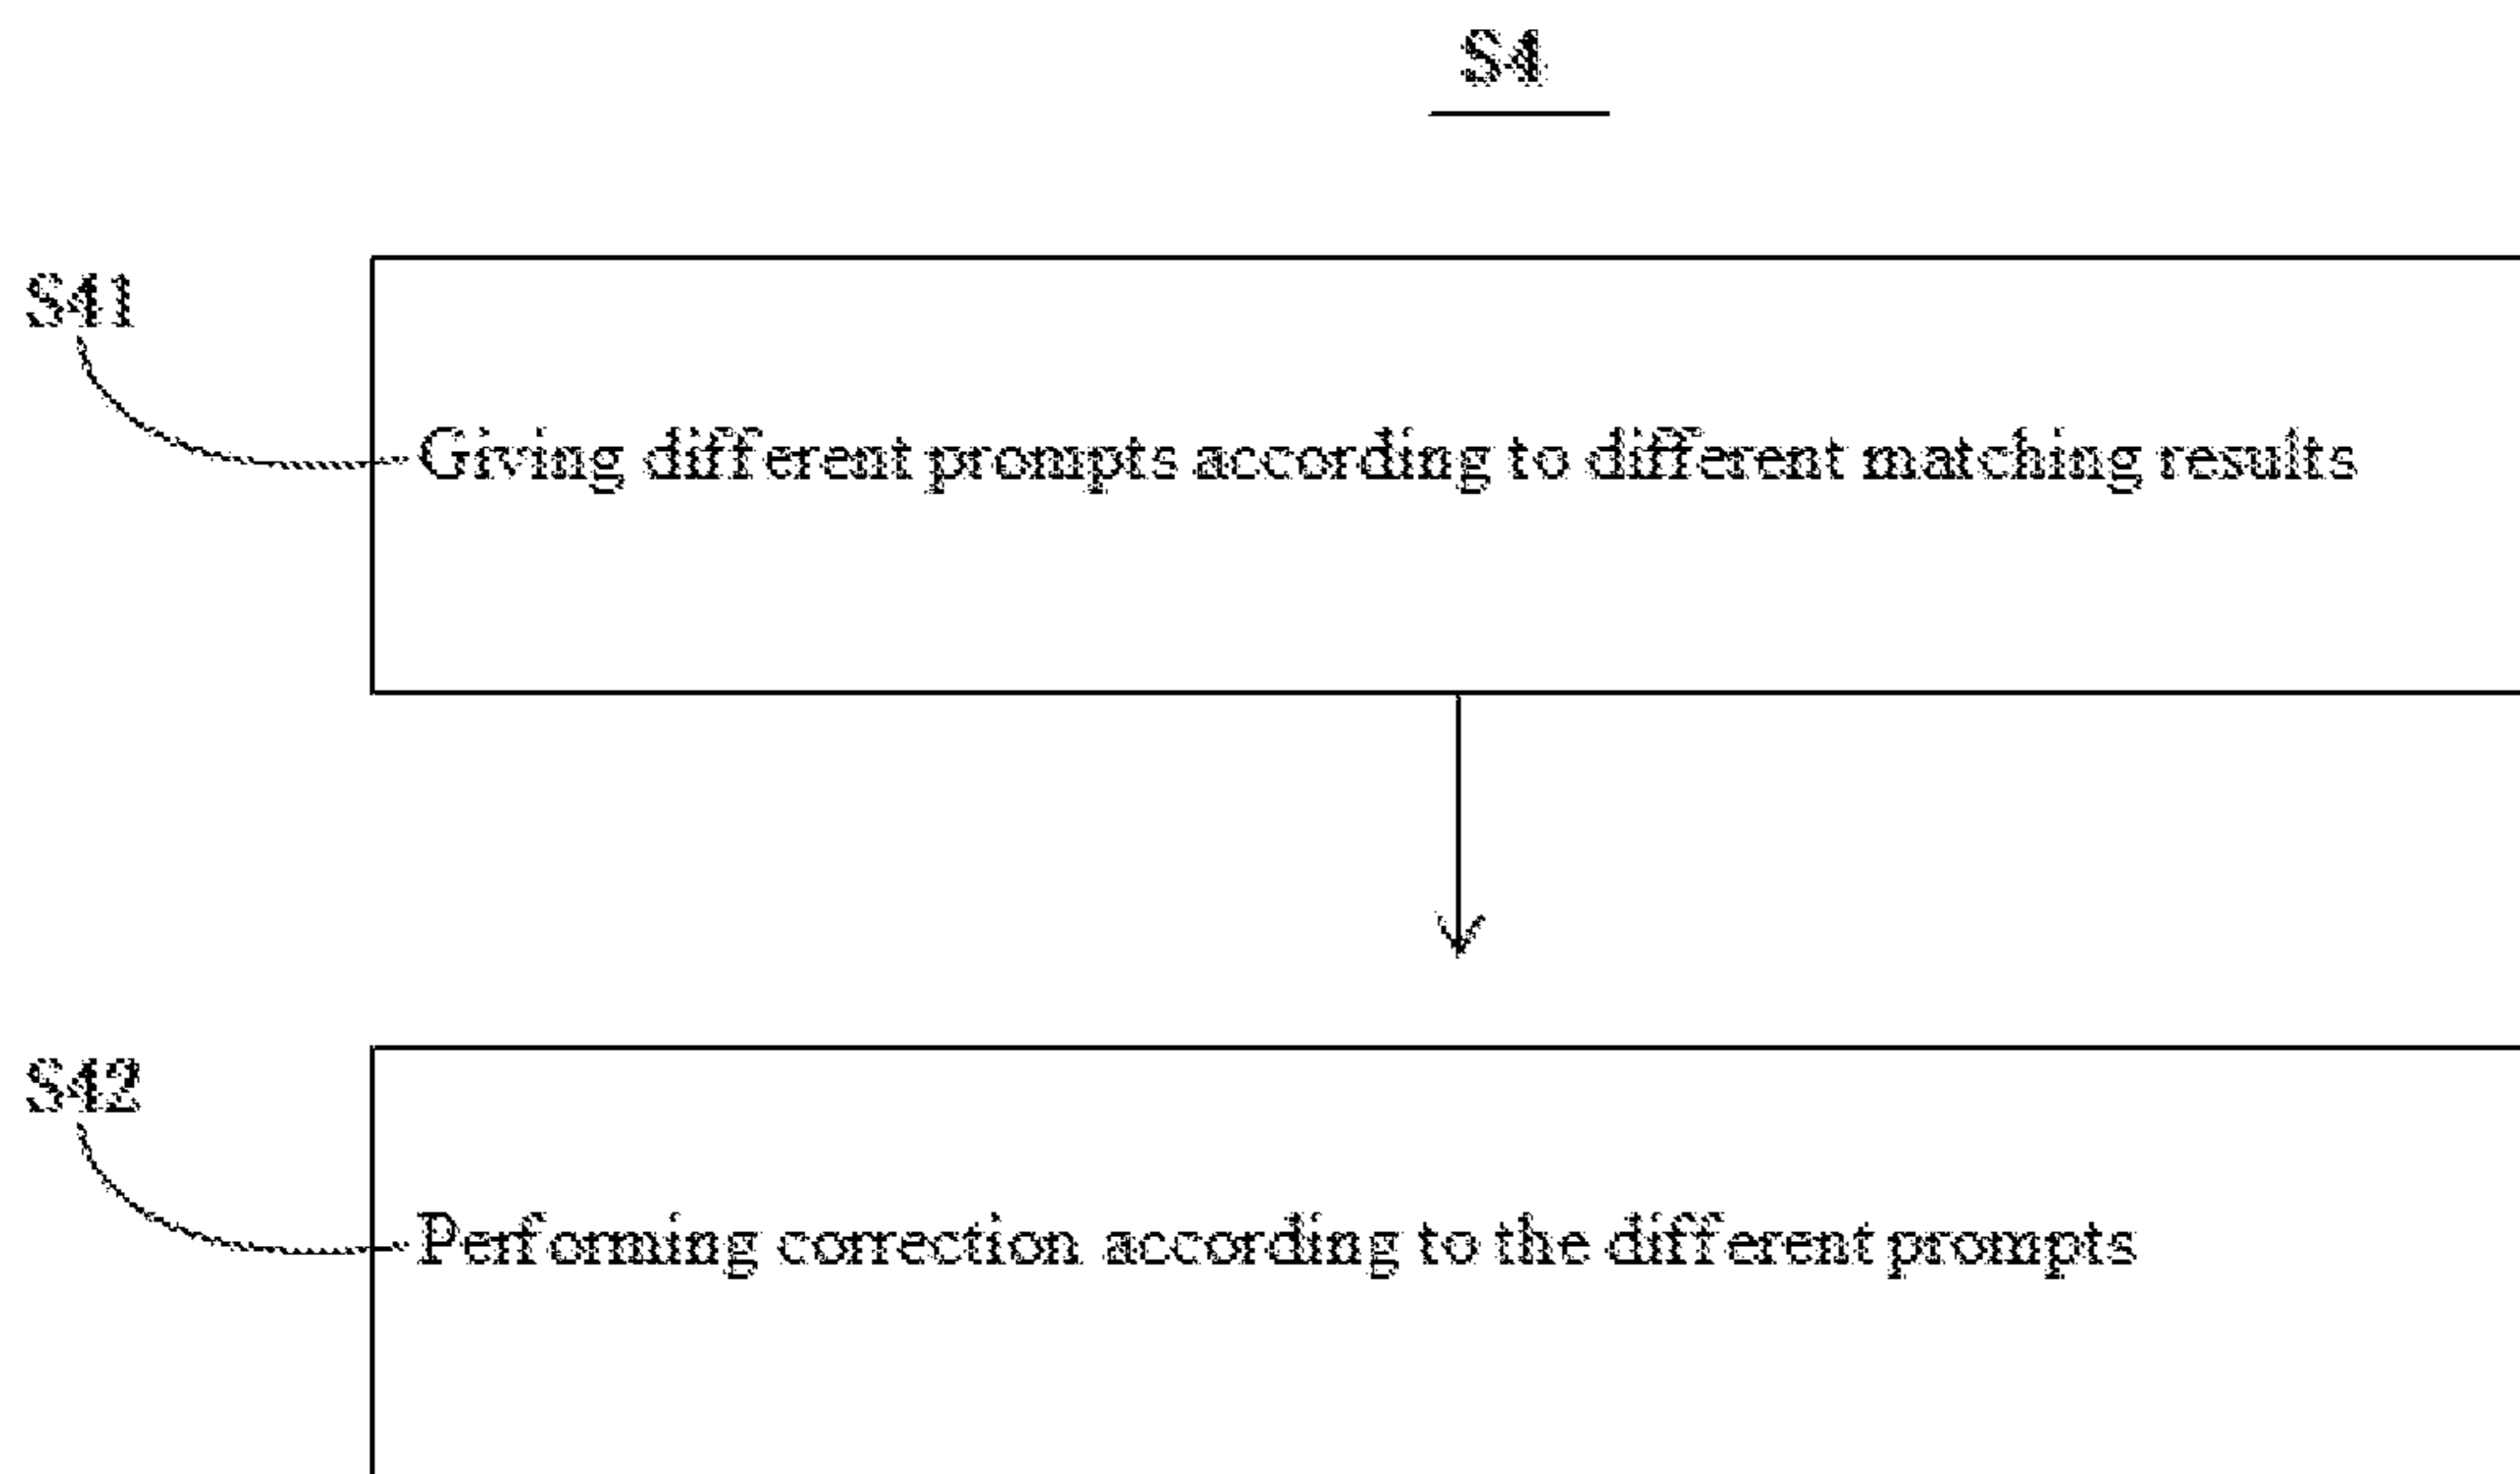 S4
S41
Giving different prompts according to different matching results
S42
Performing correction according to the different prompts